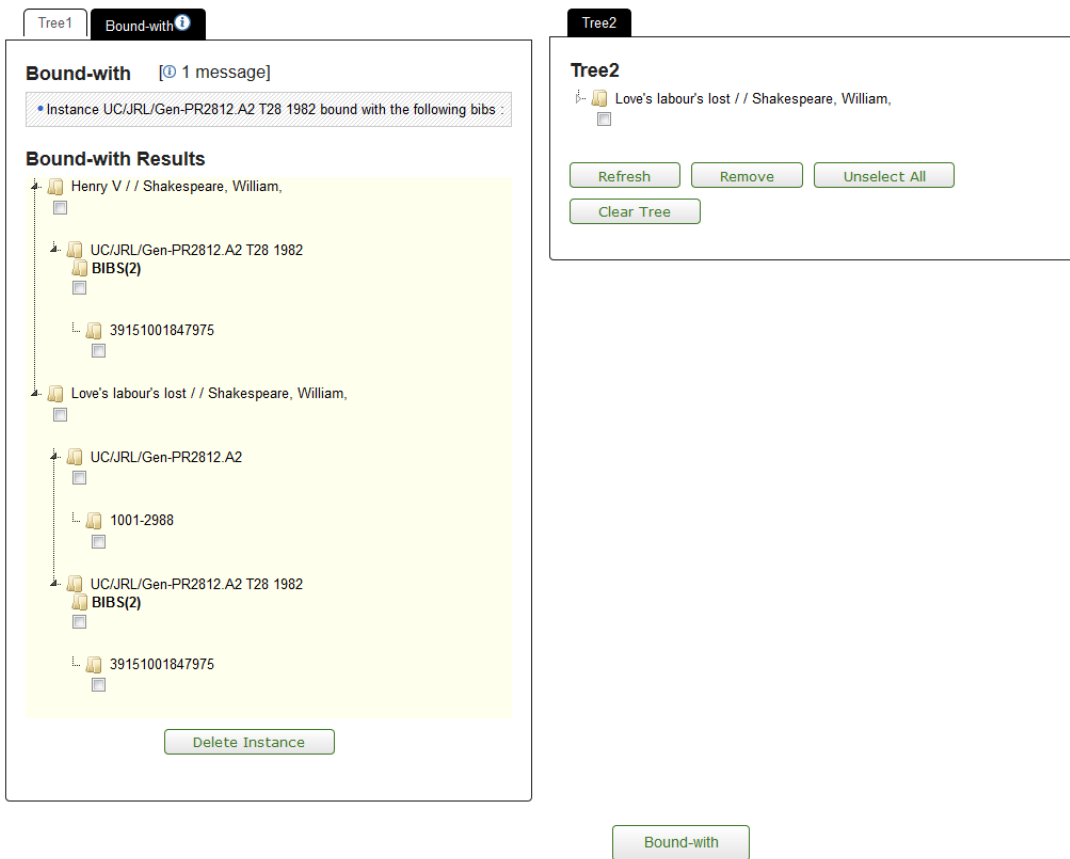 Tree1
Bound-with
Bound-with [ 1 message]
Instance UC/JRL/Gen-PR2812.A2 T28 1982 bound with the following bibs :
Bound-with Results
Henry V / / Shakespeare, William,
UC/JRL/Gen-PR2812.A2 T28 1982
BIBS(2)
39151001847975
Love's labour's lost / / Shakespeare, William,
UC/JRL/Gen-PR2812.A2
1001-2988
UC/JRL/Gen-PR2812.A2 T28 1982
BIBS(2)
39151001847975
Delete Instance
Tree2
Tree2
Love's labour's lost / / Shakespeare, William,
Refresh Remove Unselect All
Clear Tree
Bound-with